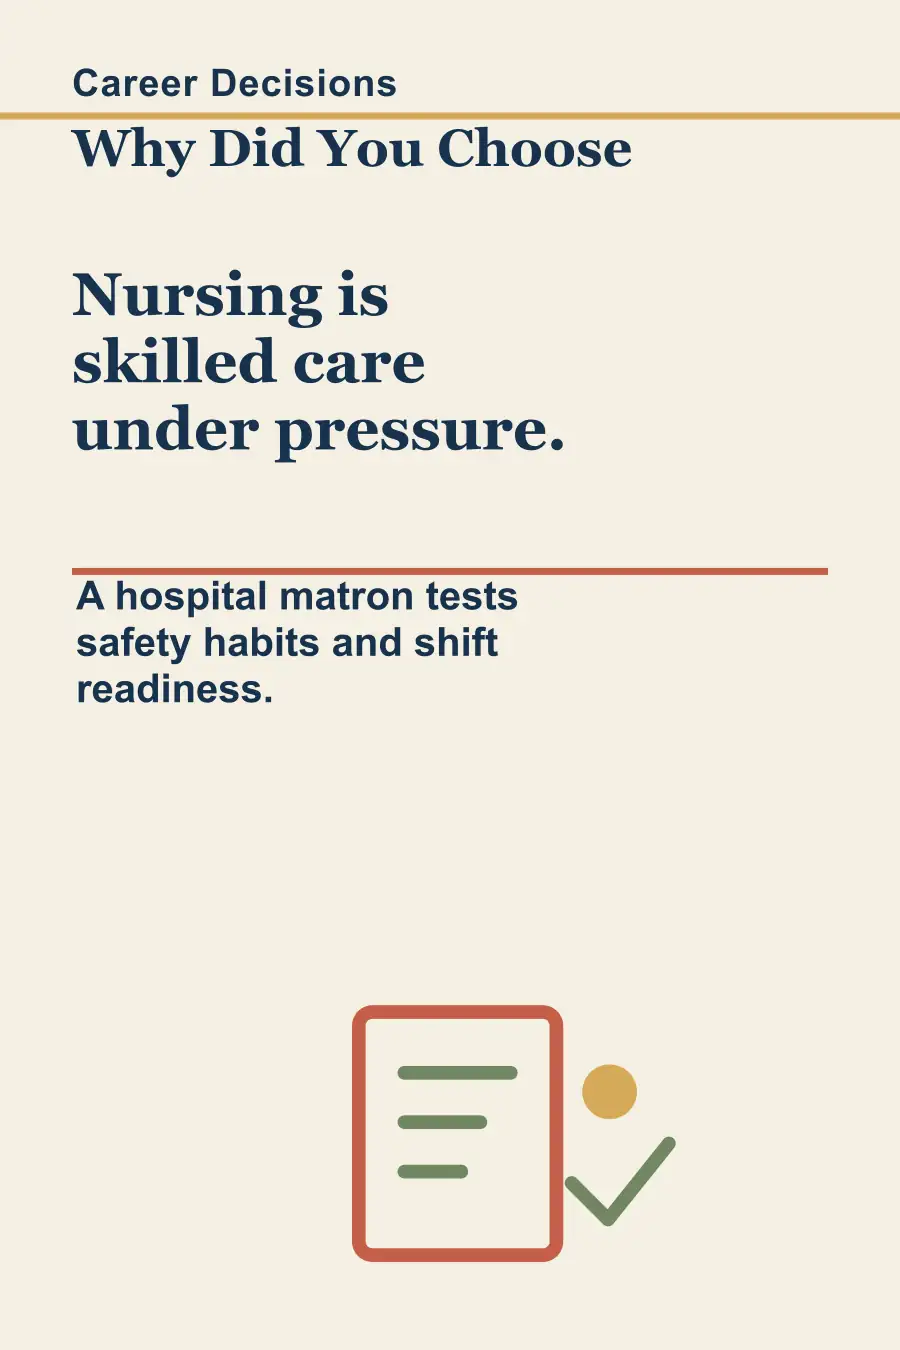 Career Decisions
Why Did You Choose
Nursing is
skilled care
under pressure.
A hospital matron tests
safety habits and shift
readiness.